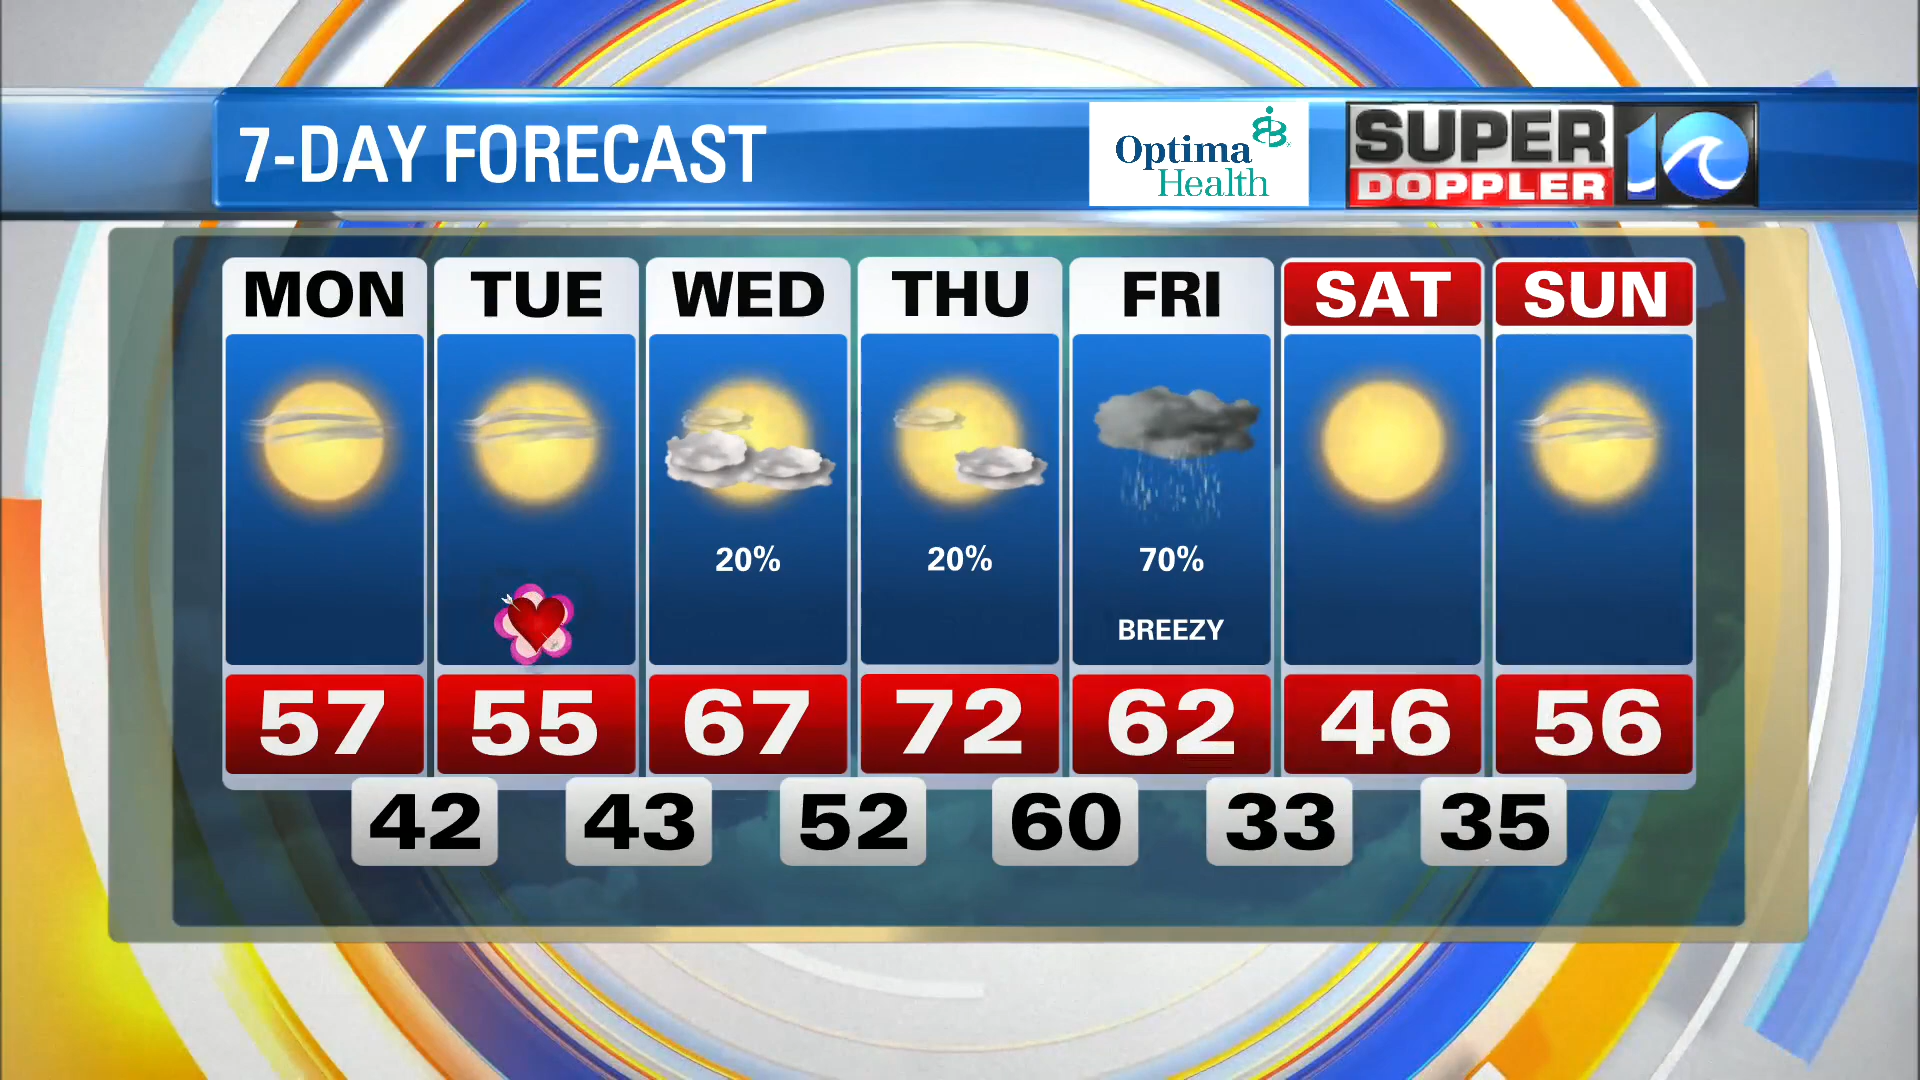 7-DAY FORECAST
Optima
Health
SUPER
DOPPLER
10
MON TUE WED THU FRI SAT SUN
20% 20% 70%
BREEZY
57 55 67 72 62 46 56
42 43 52 60 33 35